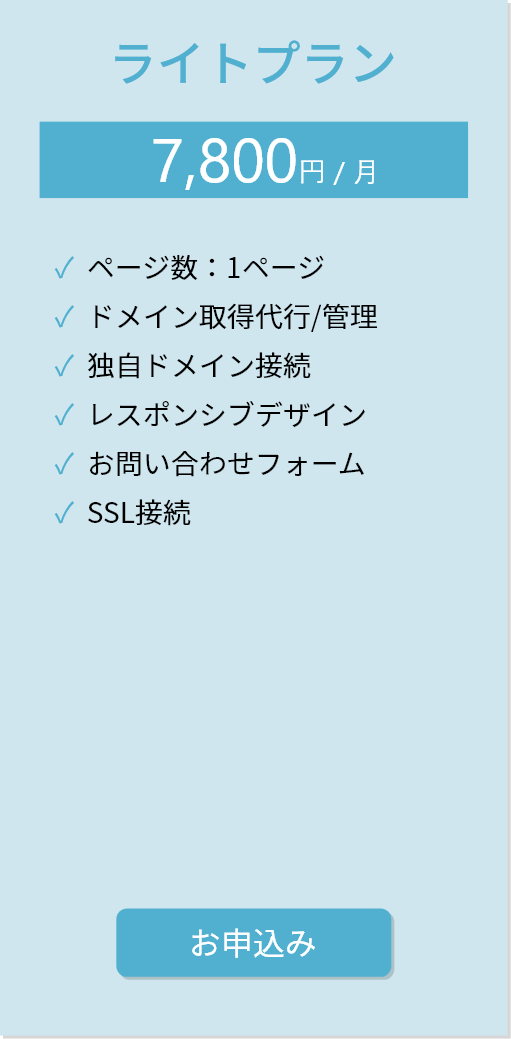 ライトプラン
7,800円 / 月
✓ ページ数：1ページ
✓ ドメイン取得代行/管理
✓ 独自ドメイン接続
✓ レスポンシブデザイン
✓ お問い合わせフォーム
✓ SSL接続
お申込み